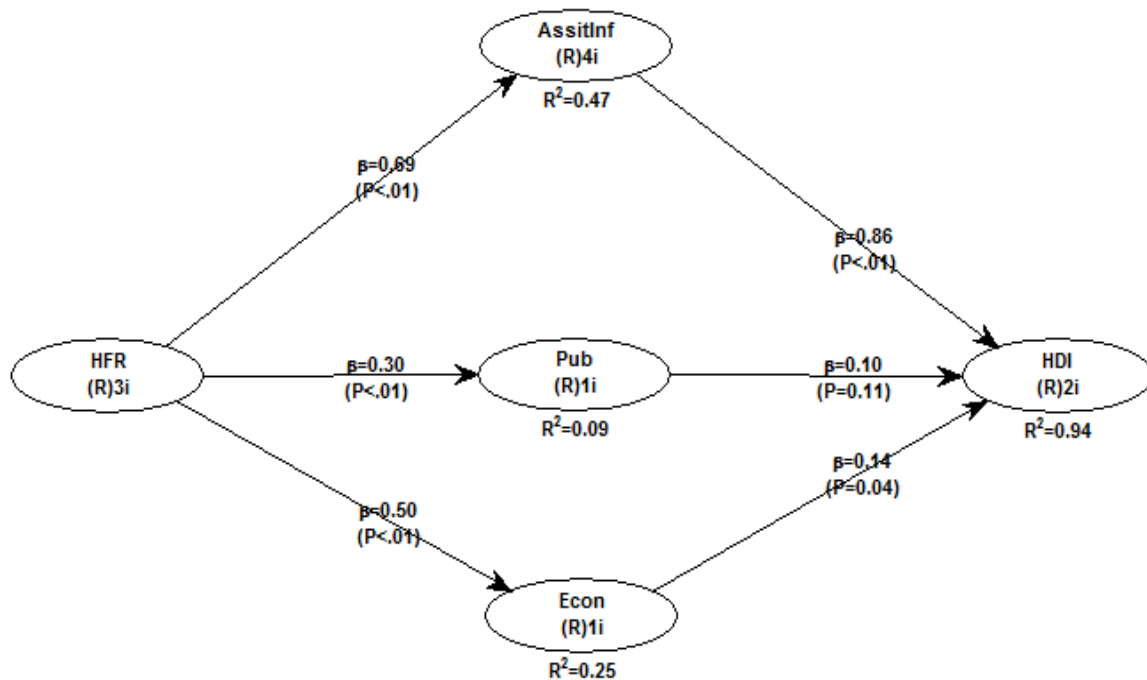 AssitInf
(R)4i
R²=0.47
β=0.69
(P<.01)
β=0.86
(P<.01)
HFR
(R)3i
β=0.30
(P<.01)
Pub
(R)1i
R²=0.09
β=0.10
(P=0.11)
HDI
(R)2i
R²=0.94
β=0.50
(P<.01)
β=0.14
(P=0.04)
Econ
(R)1i
R²=0.25